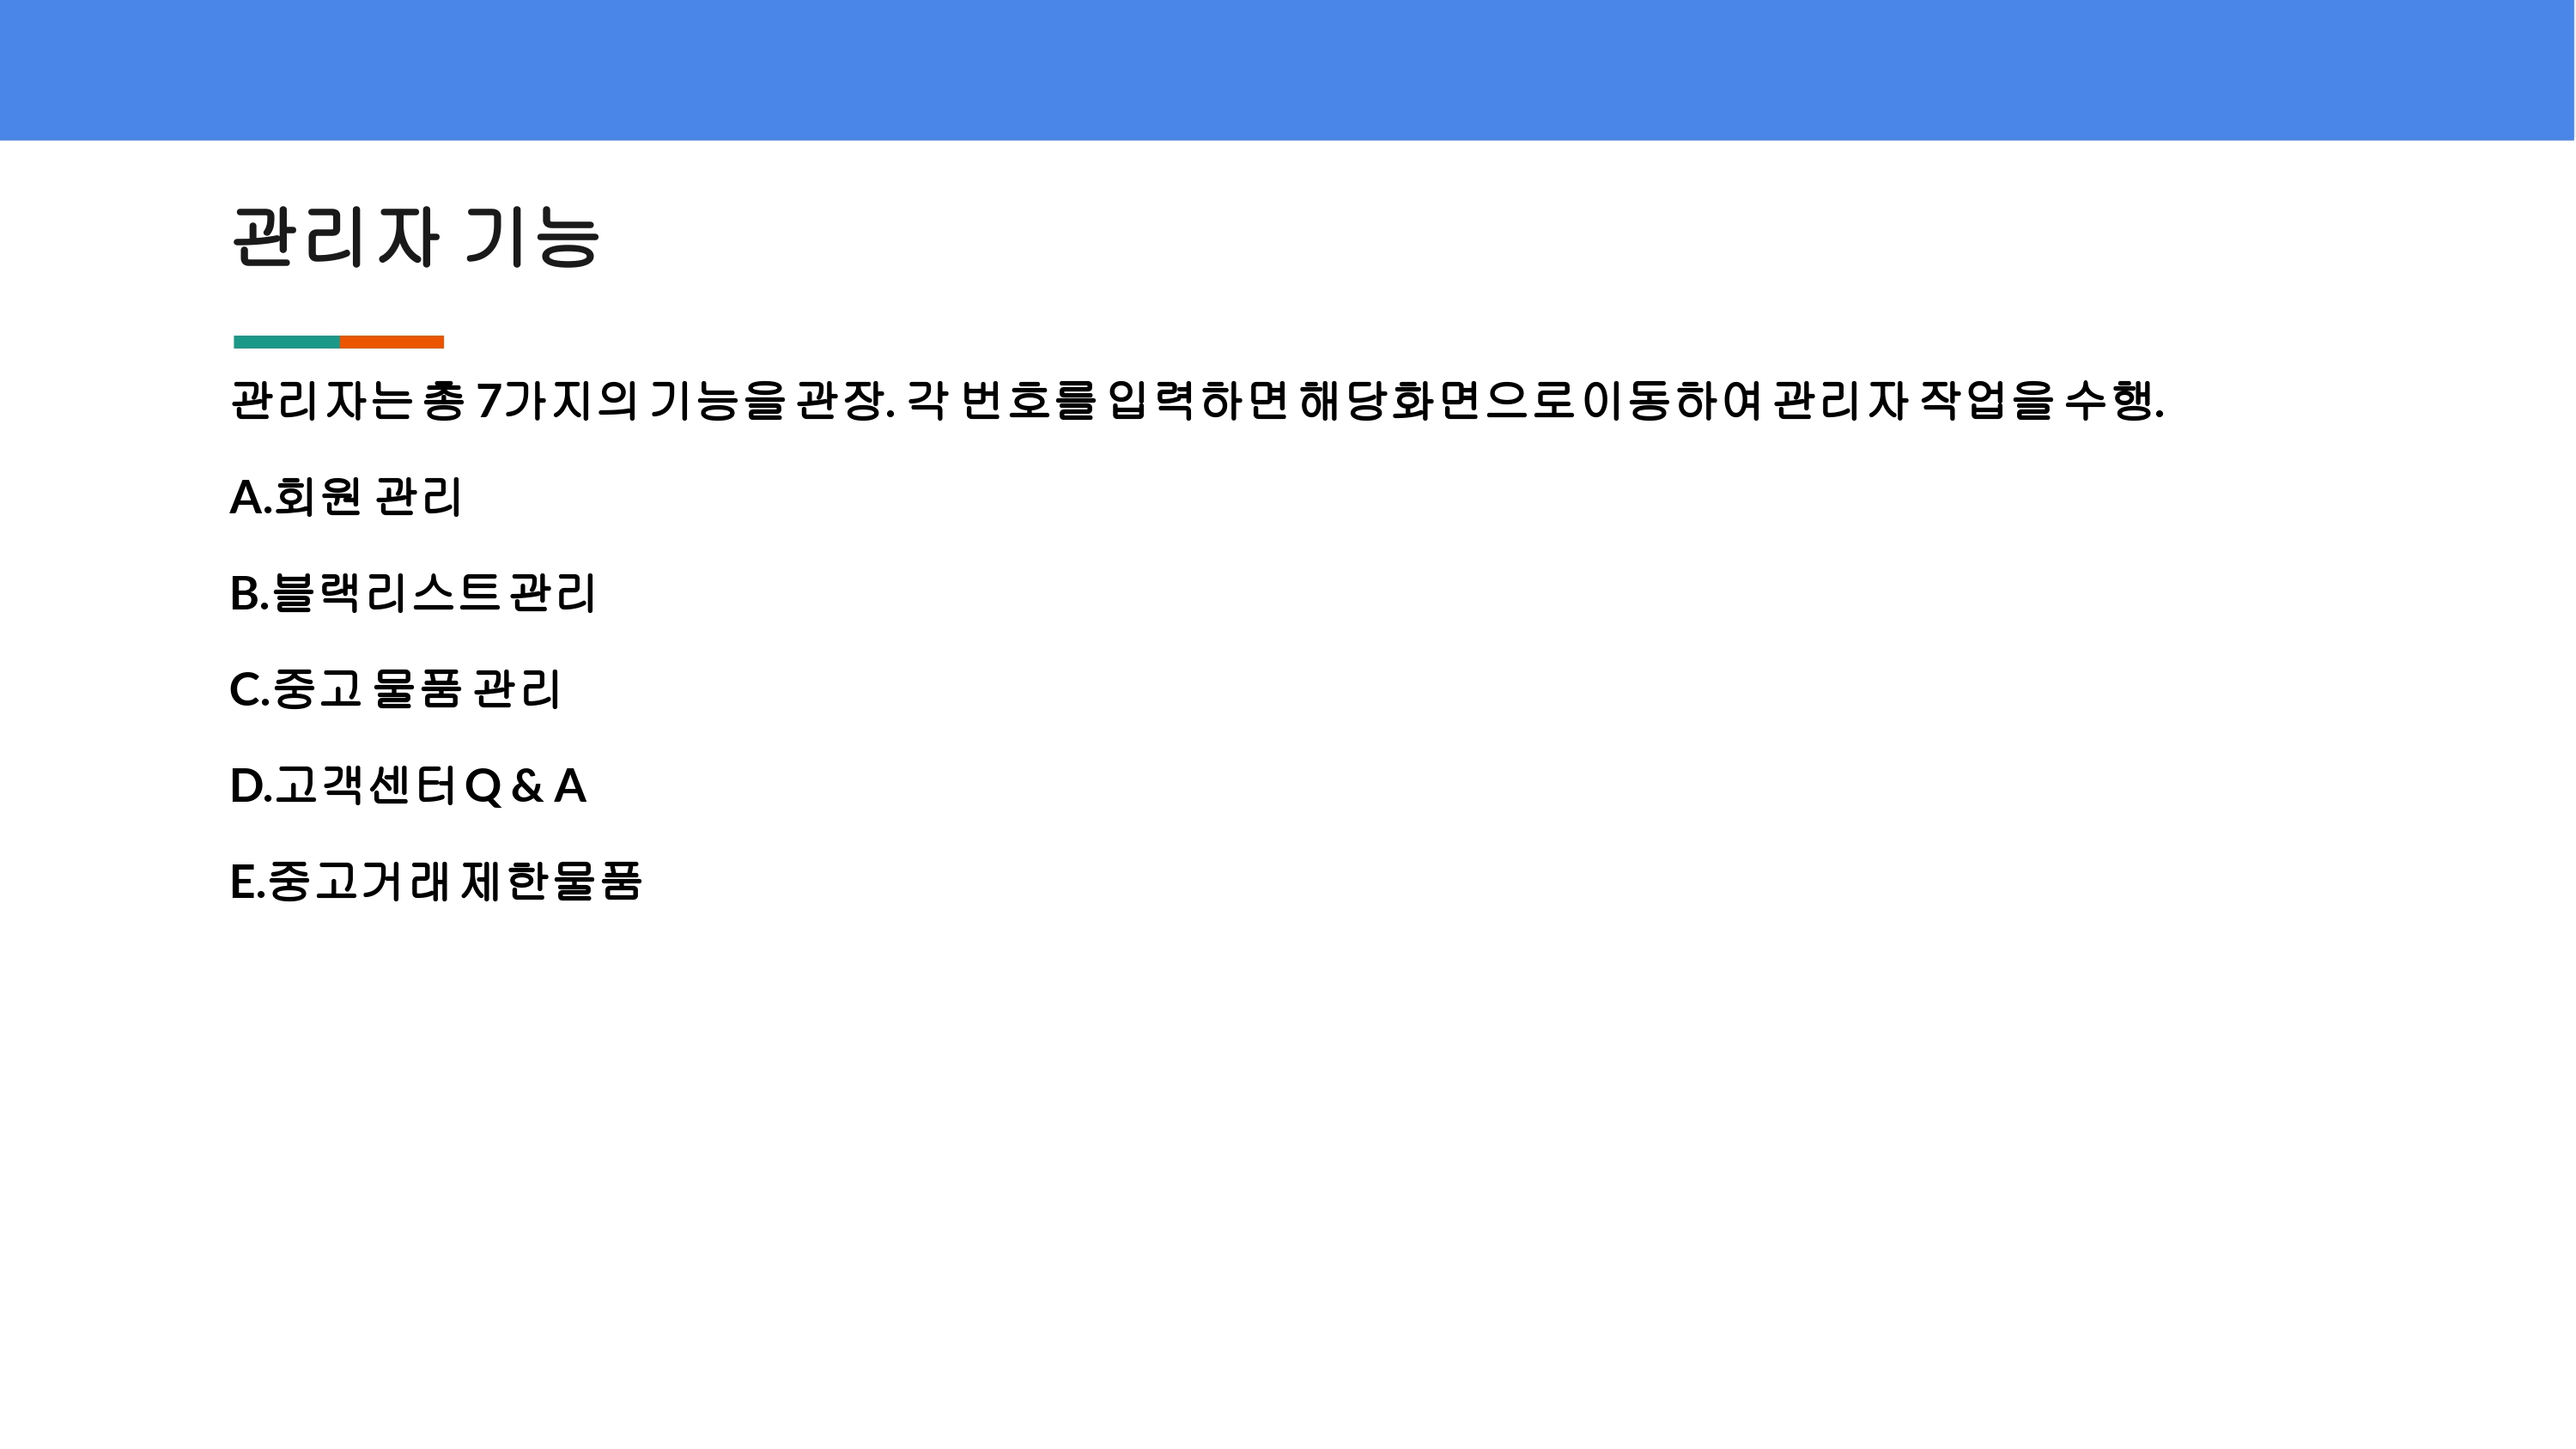 관리자 기능
관리자는 총 7가지의 기능을 관장. 각 번호를 입력하면 해당화면으로이동하여 관리자 작업을 수행.
A.회원 관리
B.블랙리스트 관리
C.중고 물품 관리
D.고객센터 Q & A
E.중고거래 제한물품